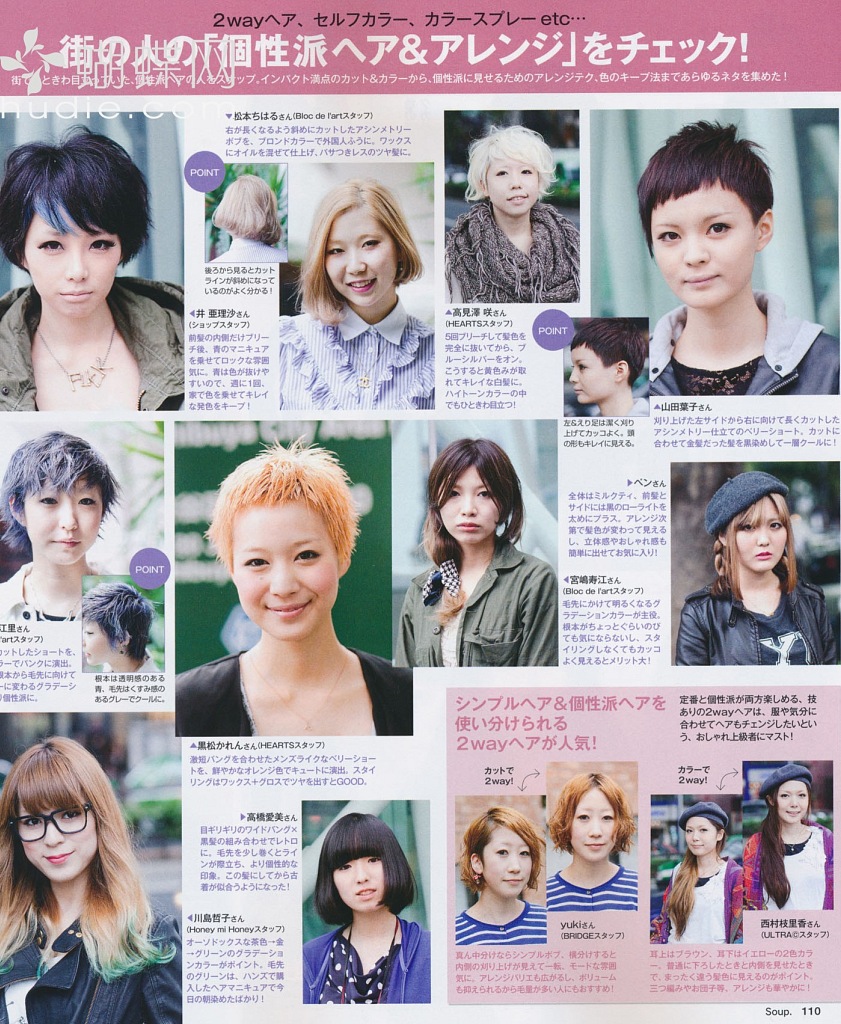 2wayヘア、セルフカラー、カラースプレー etc…
街の人の「個性派ヘア&アレンジ」をチェック!
インパクト満点のカット&カラーから、個性派に見せるためのアレンジテク、色のキープ法まであらゆるネタを集めた!
hudie.com
▼松本ちはるさん(Bloc de l'artスタッフ)
右が長くなるよう斜めにカットしたアシンメトリー
ボブを、ブロンドカラーで外国人ふうに。ワックス
にオイルを混ぜて仕上げ、パサつきレスのツヤ髪に。
POINT
後ろから見るとカット
ラインが斜めになって
いるのがよく分かる!
◀井 亜理沙さん
(ショップスタッフ)
前髪の内側だけブリー
チ後、青のマニキュア
を乗せてロックな雰囲
気に。青は色が抜けや
すいので、週に1回、
家で色を乗せてキレイ
な発色をキープ!
▲高見澤 咲さん
(HEARTSスタッフ)
5回ブリーチして髪色を
完全に抜いてから、ブ
ルーシルバーをオン。
こうすると黄色みが取
れてキレイな白髪に。
ハイトーンカラーの中
でもひときわ目立つ!
POINT
左&えり足は潔く刈り
上げてカッコよく。頭
の形もキレイに見える。
▲山田葉子さん
刈り上げた左サイドから右に向けて長くカットした
アシンメトリー仕立てのベリーショート。カットに
合わせて金髪だった髪を黒染めして一層クールに!
POINT
江里さん
l'artスタッフ)
カットしたショートを、
ラーでパンクに演出。
根本から毛先に向けて
ーに変わるグラデーシ
個性派に。
根本は透明感のある
青、毛先はくすみ感の
あるグレーでクールに。
▶ペンさん
全体はミルクティ、前髪と
サイドには黒のローライト
を太めにプラス。アレンジ次
第で髪色が変わって見える
し、立体感やおしゃれ感も
簡単に出せてお気に入り!
◀宮嶋寿江さん
(Bloc de l'artスタッフ)
毛先にかけて明るくなるグ
ラデーションカラーが主役。
根本がちょっとぐらいのび
ても気にならないし、スタ
イリングしなくてもカッコ
よく見えるとメリット大!
▲黒松かれんさん(HEARTSスタッフ)
激短バングを合わせたメンズライクなベリーショー
トを、鮮やかなオレンジ色でキュートに演出。スタイ
リングはワックス+グロスでツヤを出すとGOOD。
▶高橋愛美さん
目ギリギリのワイドバング×
黒髪の組み合わせでレトロ
に。毛先を少し巻くとライ
ンが際立ち、より個性的な
印象。この髪にしてから古
着が似合うようになった!
◀川島哲子さん
(Honey mi Honeyスタッフ)
オーソドックスな茶色→金
→グリーンのグラデーショ
ンカラーがポイント。毛先
のグリーンは、ハンズで購
入したヘアマニキュアで今
日の朝染めたばかり!
シンプルヘア&個性派ヘアを
使い分けられる
2wayヘアが人気!
定番と個性派が両方楽しめる、技
ありの2wayヘアは、服や気分に
合わせてヘアもチェンジしたいとい
う、おしゃれ上級者にマスト!
カットで
2way!
yukiさん
(BRIDGEスタッフ)
真ん中分けならシンプルボブ、横分けすると
内側の刈り上げが見えて一転、モードな雰囲
気に。アレンジバリエも広がるし、ボリューム
も抑えられるから毛量が多い人にもおすすめ!
カラーで
2way!
西村枝里香さん
(ULTRAⒸスタッフ)
耳上はブラウン、耳下はイエローの2色カラ
ー。普通に下ろしたときと内側を見せたとき
で、まったく違う髪色に見えるのがポイント。
三つ編みやお団子等、アレンジも華やかに!
Soup. 110